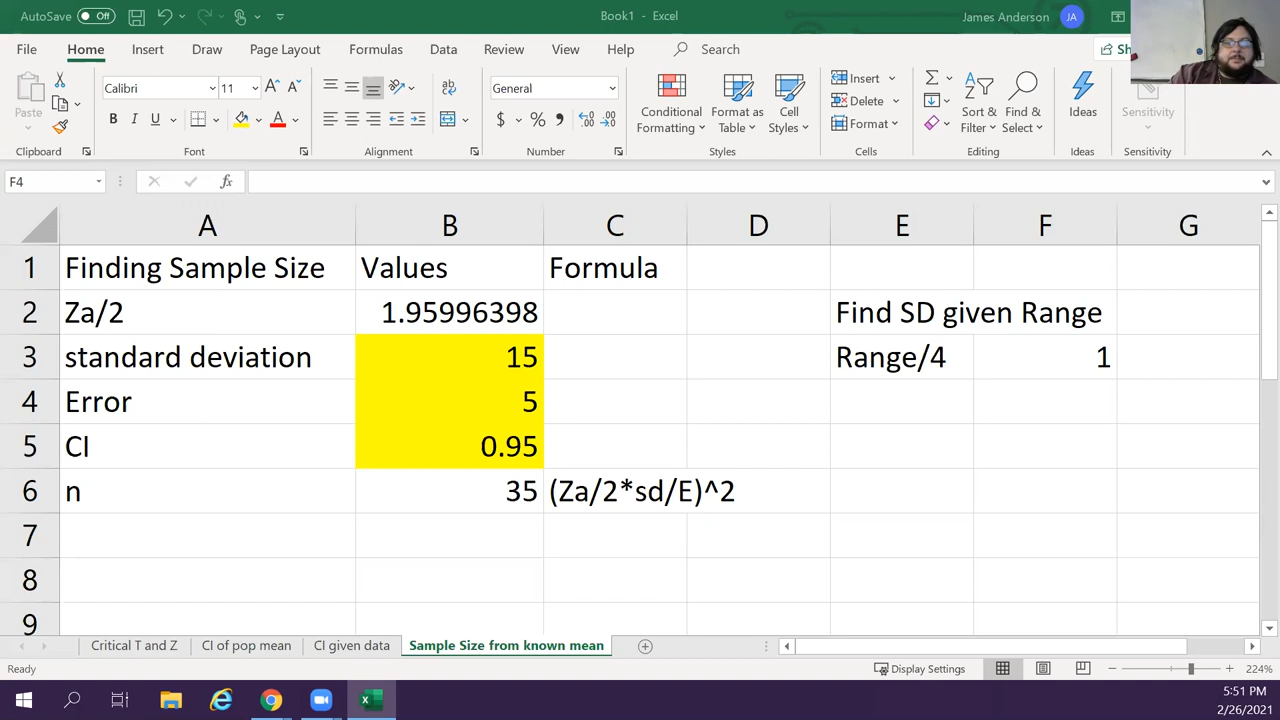 AutoSave Off
Book1 - Excel
James Anderson JA
File Home Insert Draw Page Layout Formulas Data Review View Help Search Sh
Paste
Clipboard
Calibri 11
B I U A
Font
Alignment
General
$ % 9
Number
Conditional Formatting
Format as Table
Cell Styles
Styles
Insert
Delete
Format
Cells
Sort & Filter
Find & Select
Editing
Ideas
Ideas
Sensitivity
Sensitivity
F4 fx
A B C D E F G
1 Finding Sample Size Values Formula
2 Za/2 1.95996398 Find SD given Range
3 standard deviation 15 Range/4 1
4 Error 5
5 CI 0.95
6 n 35 (Za/2*sd/E)^2
7
8
9
Critical T and Z CI of pop mean CI given data Sample Size from known mean
Ready Display Settings 224%
5:51 PM
2/26/2021